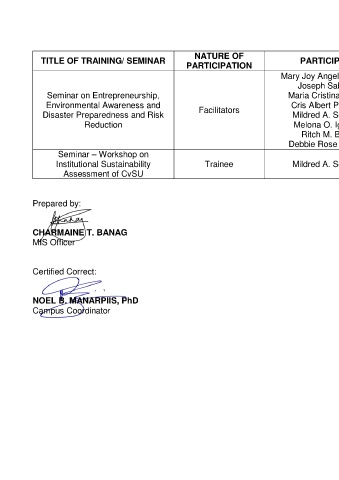 TITLE OF TRAINING/ SEMINAR
NATURE OF PARTICIPATION
Seminar on Entrepreneurship,
Environmental Awareness and
Disaster Preparedness and Risk
Reduction
Facilitators
Mary Joy Angel
Joseph Sal
Maria Cristina
Cris Albert P
Mildred A. S
Melona O. I
Ritch M. B
Debbie Rose
Seminar – Workshop on
Institutional Sustainability
Assessment of CvSU
Trainee
Mildred A. S
Prepared by:
CHARMAINE T. BANAG
MIS Officer
Certified Correct:
NOEL B. MANARPIIS, PhD
Campus Coordinator